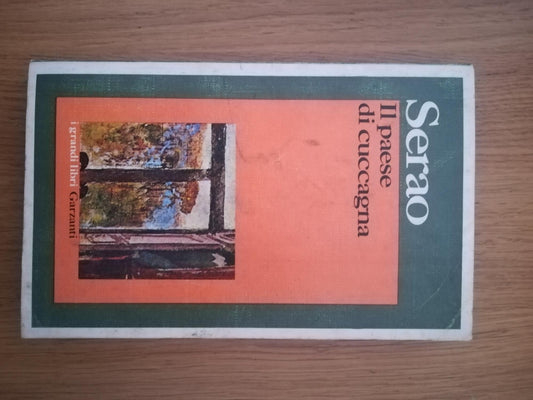 Serao
Il paese
di cuccagna
i grandi libri Garzanti